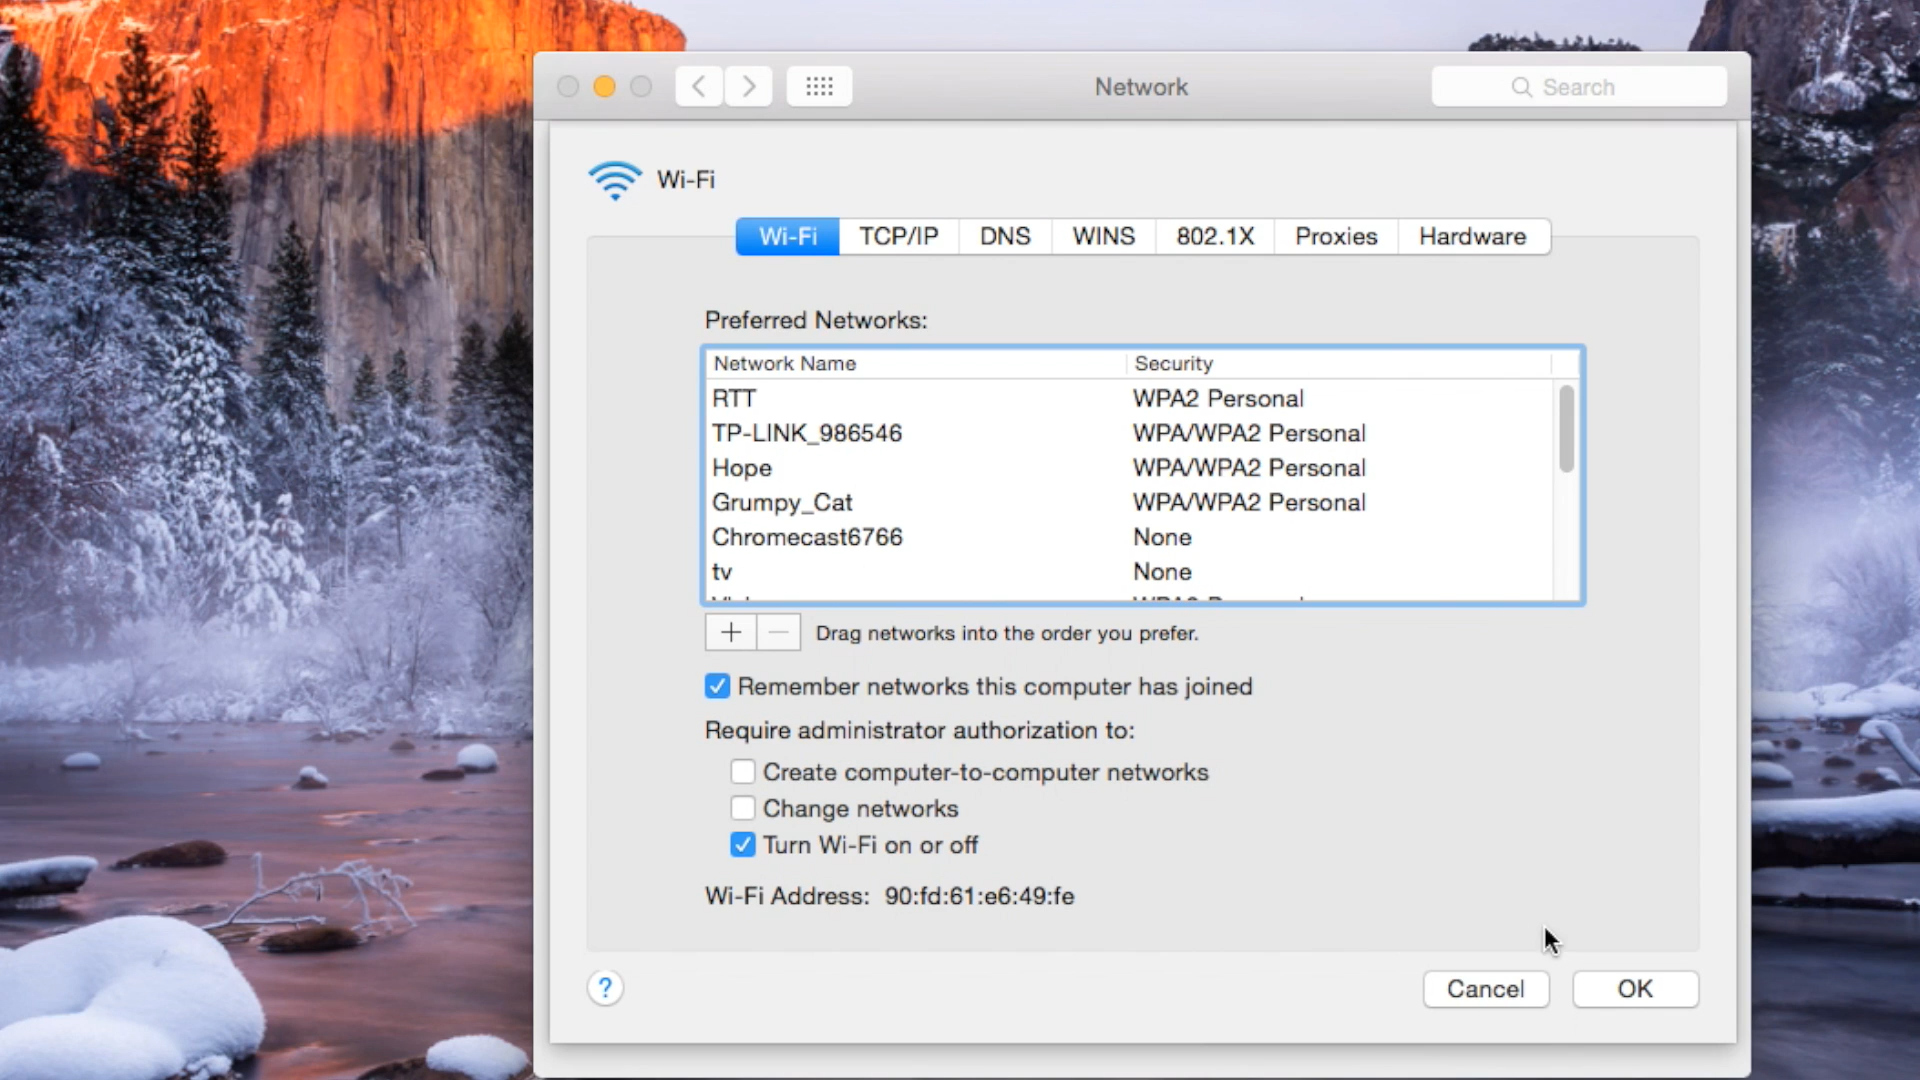 Network
Search
Wi-Fi
Wi-Fi TCP/IP DNS WINS 802.1X Proxies Hardware
Preferred Networks:
Network Name Security
RTT WPA2 Personal
TP-LINK_986546 WPA/WPA2 Personal
Hope WPA/WPA2 Personal
Grumpy_Cat WPA/WPA2 Personal
Chromecast6766 None
tv None
+ − Drag networks into the order you prefer.
Remember networks this computer has joined
Require administrator authorization to:
Create computer-to-computer networks
Change networks
Turn Wi-Fi on or off
Wi-Fi Address: 90:fd:61:e6:49:fe
? Cancel OK